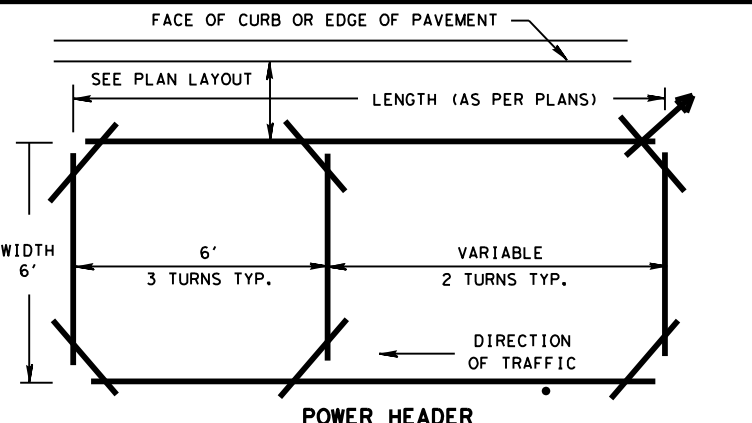 FACE OF CURB OR EDGE OF PAVEMENT
SEE PLAN LAYOUT
LENGTH (AS PER PLANS)
WIDTH
6'
6'
3 TURNS TYP.
VARIABLE
2 TURNS TYP.
DIRECTION
OF TRAFFIC
POWER HEADER